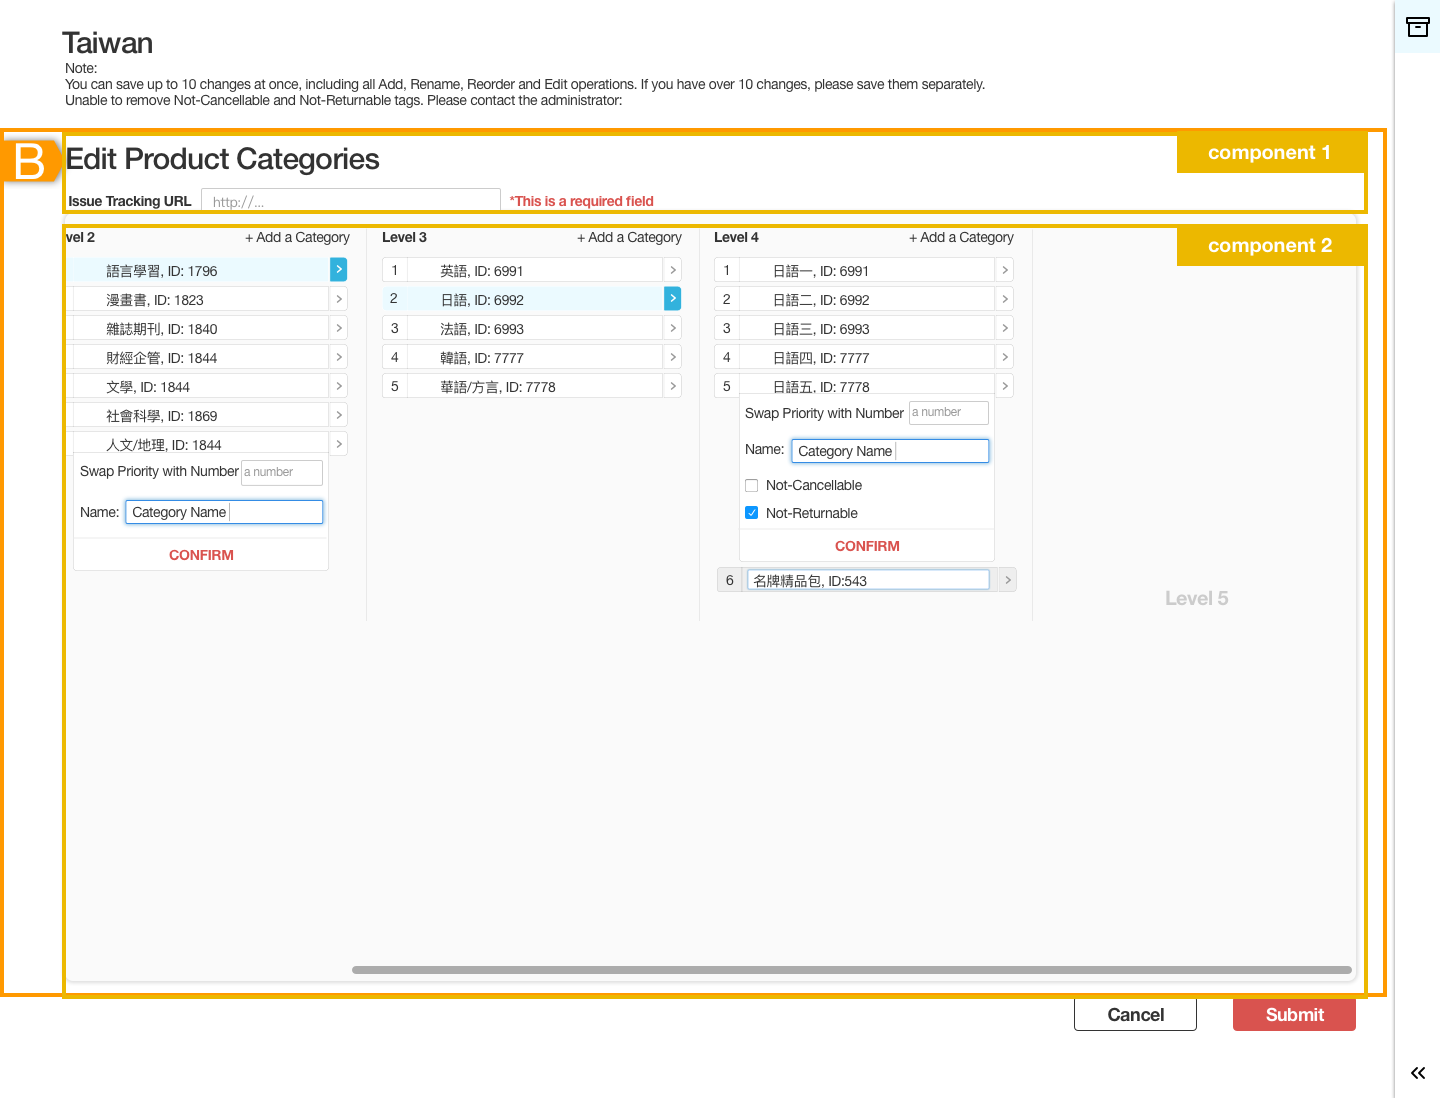 Taiwan
Note:
You can save up to 10 changes at once, including all Add, Rename, Reorder and Edit operations. If you have over 10 changes, please save them separately.
Unable to remove Not-Cancellable and Not-Returnable tags. Please contact the administrator:
B
Edit Product Categories
component 1
Issue Tracking URL http://... *This is a required field
component 2
vel 2 + Add a Category
語言學習, ID: 1796
漫畫書, ID: 1823
雜誌期刊, ID: 1840
財經企管, ID: 1844
文學, ID: 1844
社會科學, ID: 1869
人文/地理, ID: 1844
Swap Priority with Number a number
Name: Category Name
CONFIRM
Level 3 + Add a Category
1 英語, ID: 6991
2 日語, ID: 6992
3 法語, ID: 6993
4 韓語, ID: 7777
5 華語/方言, ID: 7778
Level 4 + Add a Category
1 日語一, ID: 6991
2 日語二, ID: 6992
3 日語三, ID: 6993
4 日語四, ID: 7777
5 日語五, ID: 7778
Swap Priority with Number a number
Name: Category Name
Not-Cancellable
Not-Returnable
CONFIRM
6 名牌精品包, ID:543
Level 5
Cancel Submit